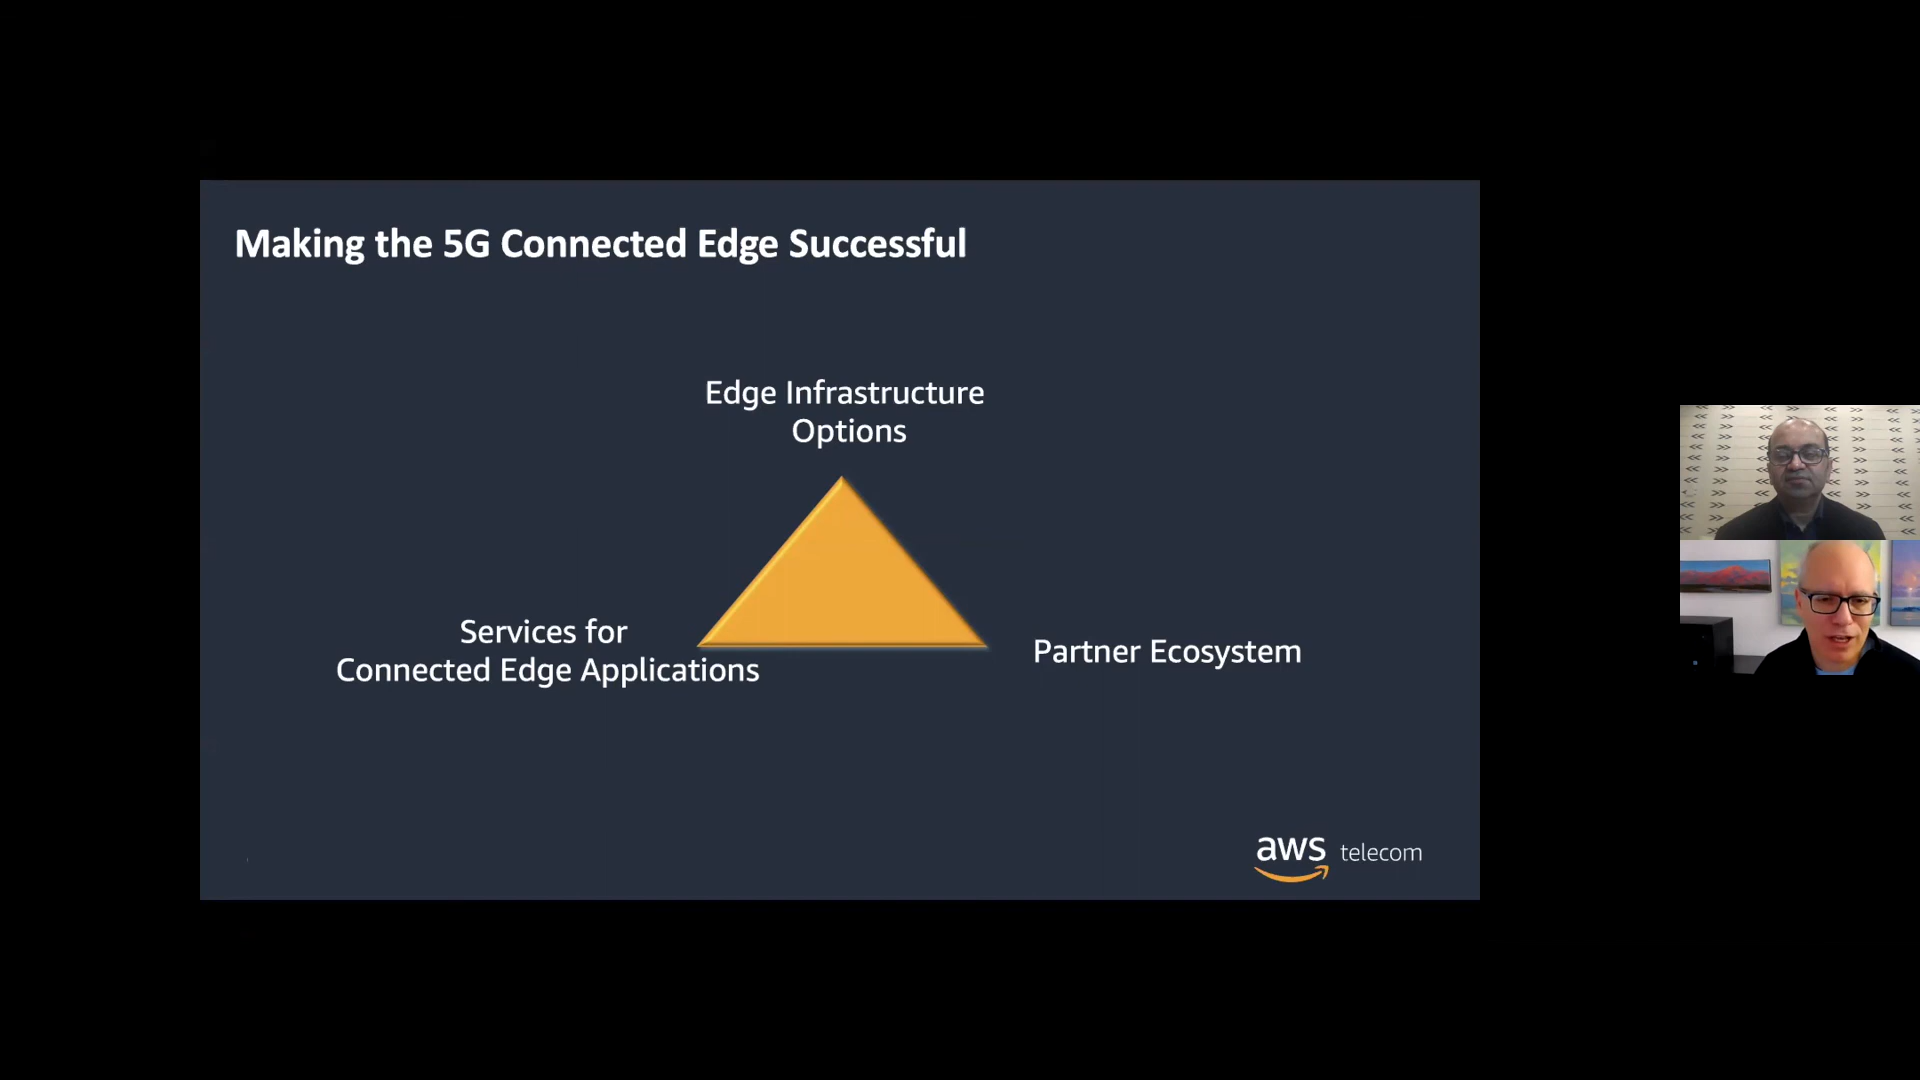 Making the 5G Connected Edge Successful
Edge Infrastructure
Options
Services for
Connected Edge Applications
Partner Ecosystem
aws telecom